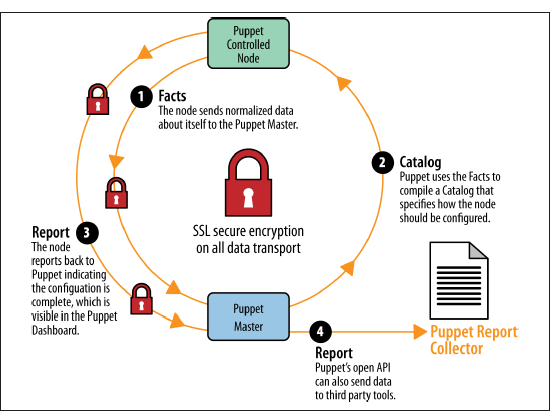 Puppet
Controlled
Node
1 Facts
The node sends normalized data
about itself to the Puppet Master.
2 Catalog
Puppet uses the Facts to
compile a Catalog that
specifies how the node
should be configured.
SSL secure encryption
on all data transport
Report 3
The node
reports back to
Puppet indicating
the configuation is
complete, which is
visible in the Puppet
Dashboard.
Puppet
Master
4
Report
Puppet's open API
can also send data
to third party tools.
Puppet Report
Collector